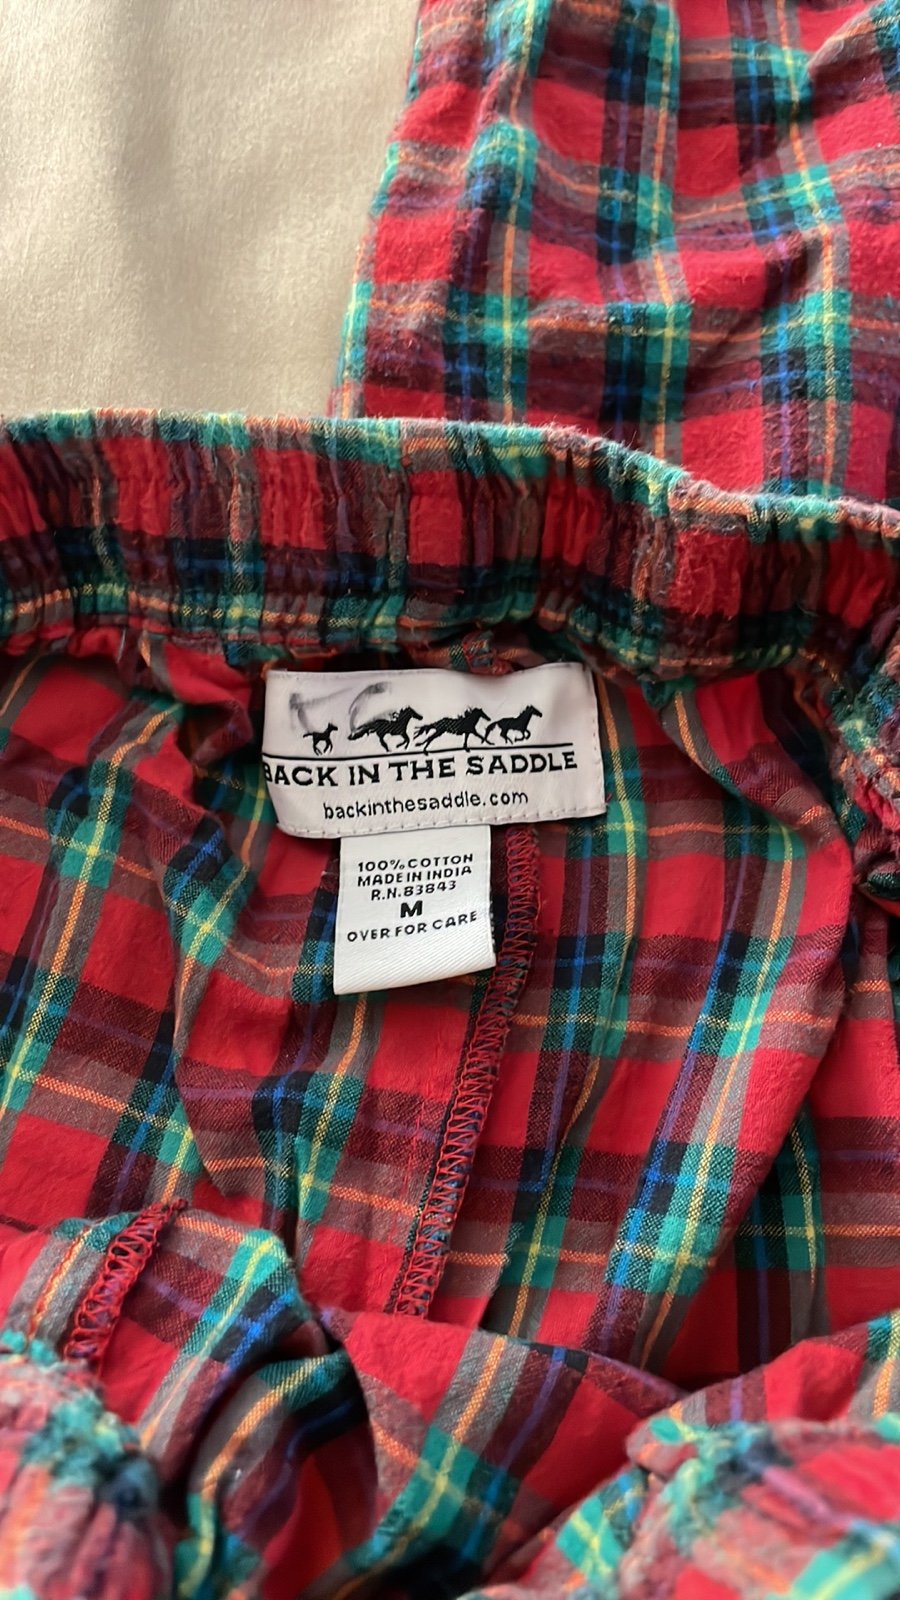 BACK IN THE SADDLE
backinthesaddle.com
100% COTTON
MADE IN INDIA
R.N.83843
M
OVER FOR CARE